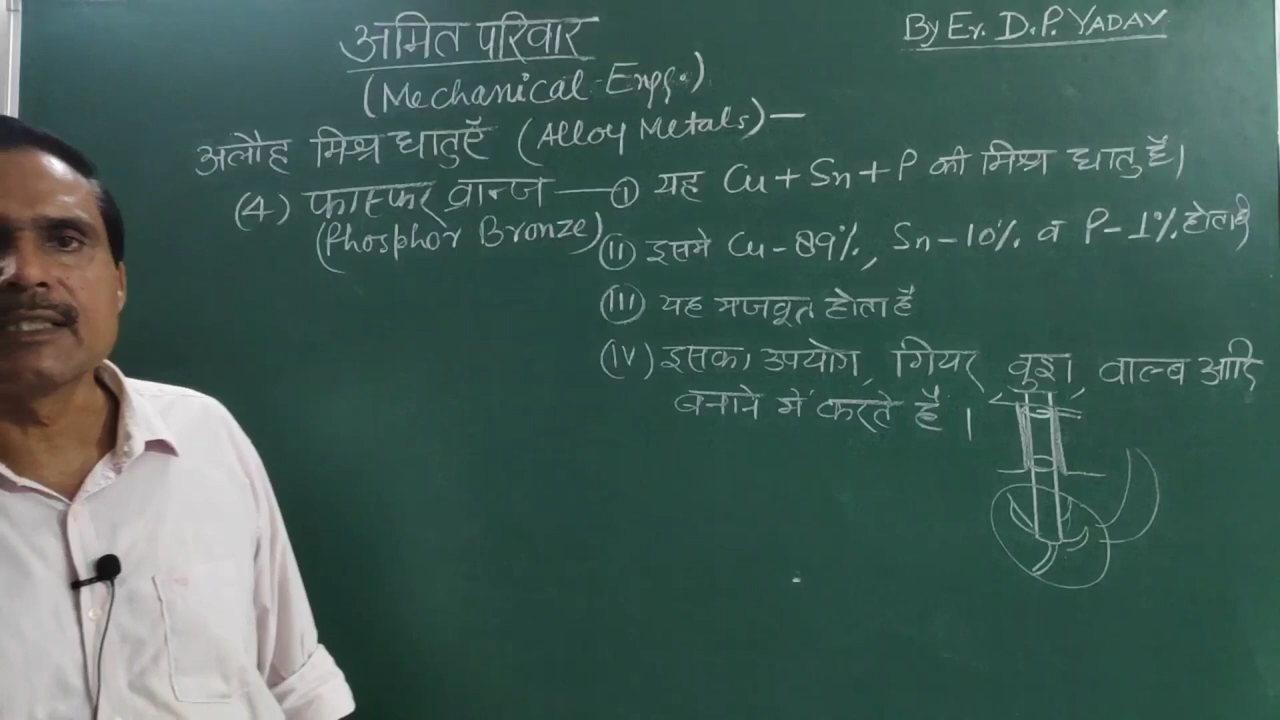 अमित परिवार
By Er. D.P. YADAV
(Mechanical Engg.)
अलौह मिश्र धातुएँ (Alloy Metals)—
(4) फास्फर ब्रान्ज —(I) यह Cu + Sn + P की मिश्र धातु है।
(Phosphor Bronze)
(II) इसमे Cu - 89%, Sn - 10% व P - 1% होता है
(III) यह मजबूत होता है
(IV) इसका उपयोग, गियर, वुश, वाल्ब आदि
बनाने में करते है।